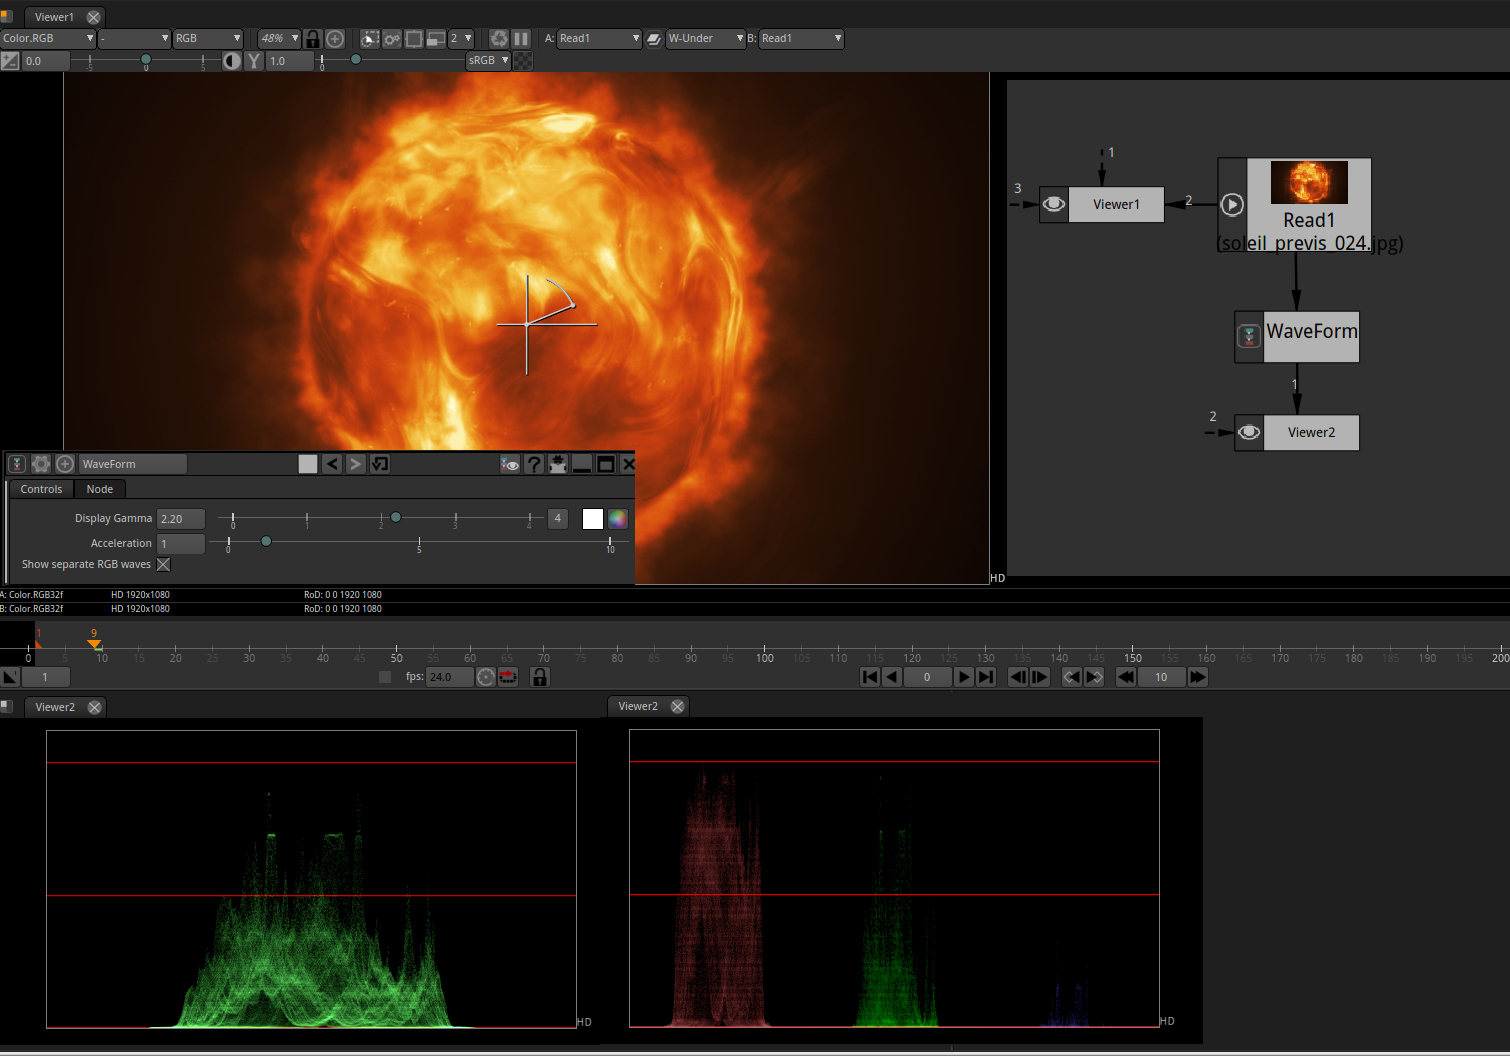 Viewer1
Color.RGB - RGB 48% 2 A: Read1 W-Under B: Read1
0.0 -5 0 5 Y 1.0 0 sRGB
1
3 Viewer1 2
Read1
(soleil_previs_024.jpg)
WaveForm
1
2 Viewer2
WaveForm
Controls Node
Display Gamma 2.20 0 1 2 3 4 4
Acceleration 1 0 5 10
Show separate RGB waves
HD
A: Color.RGB32f HD 1920x1080 RoD: 0 0 1920 1080
B: Color.RGB32f HD 1920x1080 RoD: 0 0 1920 1080
1 9
0 5 10 15 20 25 30 35 40 45 50 55 60 65 70 75 80 85 90 95 100 105 110 115 120 125 130 135 140 145 150 155 160 165 170 175 180 185 190 195 200
1 fps: 24.0 0 10
Viewer2 Viewer2
HD HD